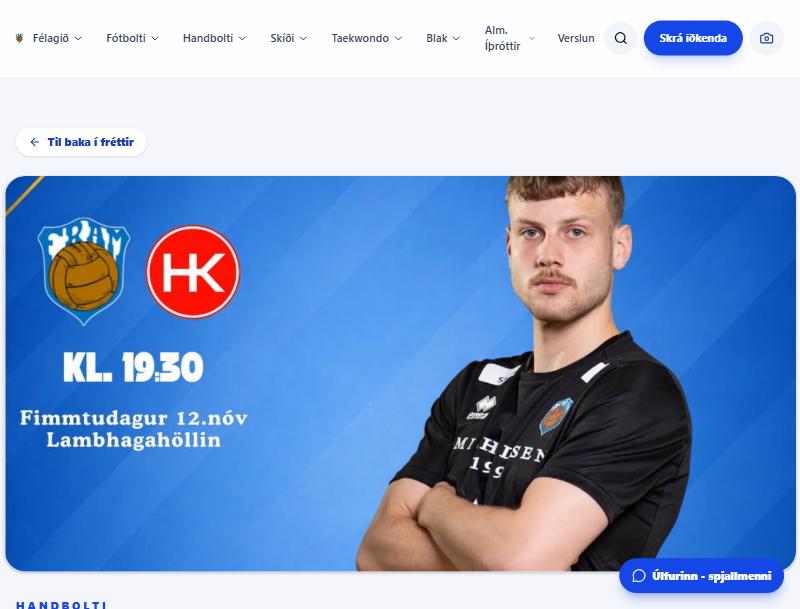 Félagið
Fótbolti
Handbolti
Skíði
Taekwondo
Blak
Alm.
Íþróttir
Verslun
Skrá iðkenda
Til baka í fréttir
FRAM
HK
KL. 19:30
Fimmtudagur 12.nóv
Lambhagahöllin
errea
Úlfurinn - spjallmenni
HANDBOLTI